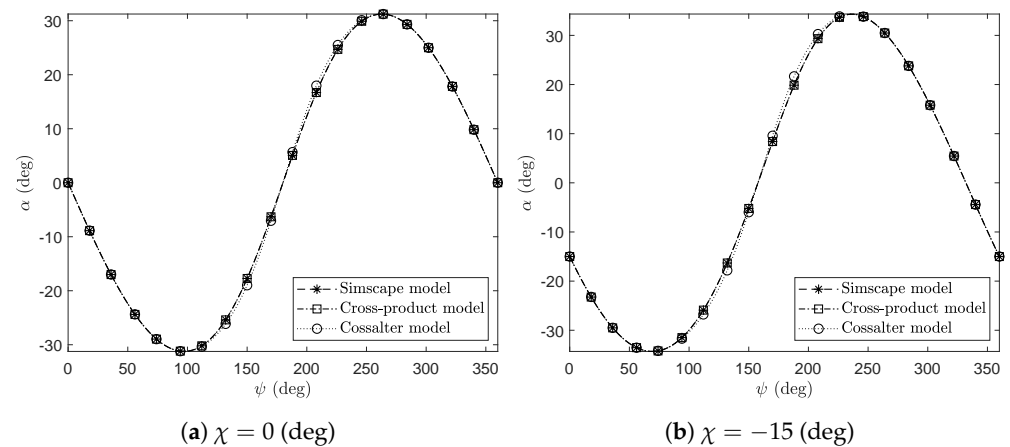 30
20
10
0
-10
-20
-30
α (deg)
0 50 100 150 200 250 300 350
ψ (deg)
Simscape model
Cross-product model
Cossalter model
(a) χ = 0 (deg)
30
20
10
0
-10
-20
-30
α (deg)
0 50 100 150 200 250 300 350
ψ (deg)
Simscape model
Cross-product model
Cossalter model
(b) χ = −15 (deg)